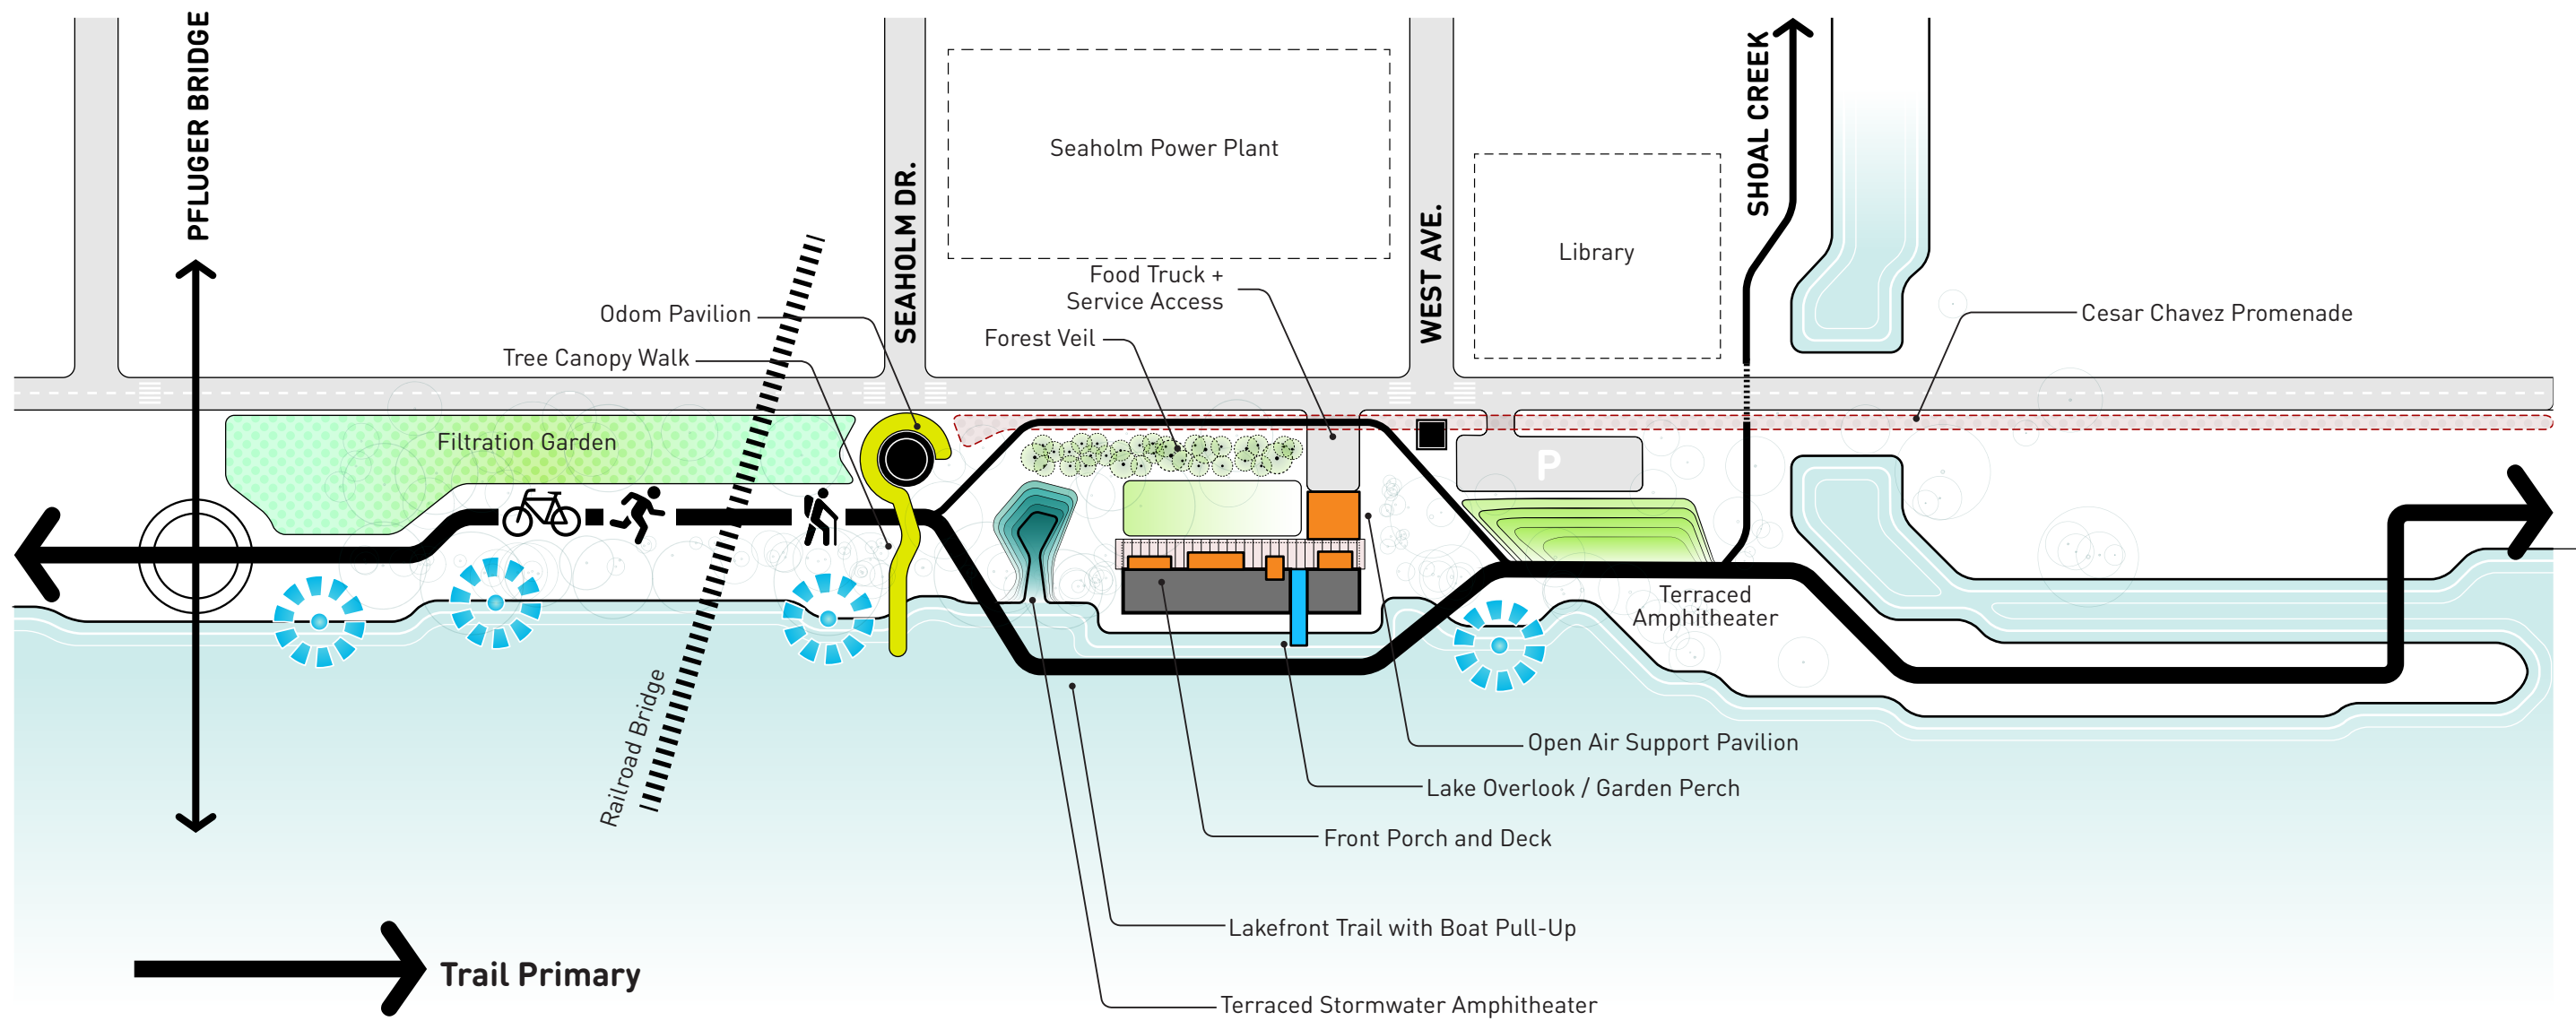 PFLUGER BRIDGE
SEAHOLM DR.
Seaholm Power Plant
WEST AVE.
Library
SHOAL CREEK
Food Truck +
Service Access
Odom Pavilion
Forest Veil
Tree Canopy Walk
Cesar Chavez Promenade
Filtration Garden
P
Terraced
Amphitheater
Railroad Bridge
Open Air Support Pavilion
Lake Overlook / Garden Perch
Front Porch and Deck
Lakefront Trail with Boat Pull-Up
Trail Primary
Terraced Stormwater Amphitheater